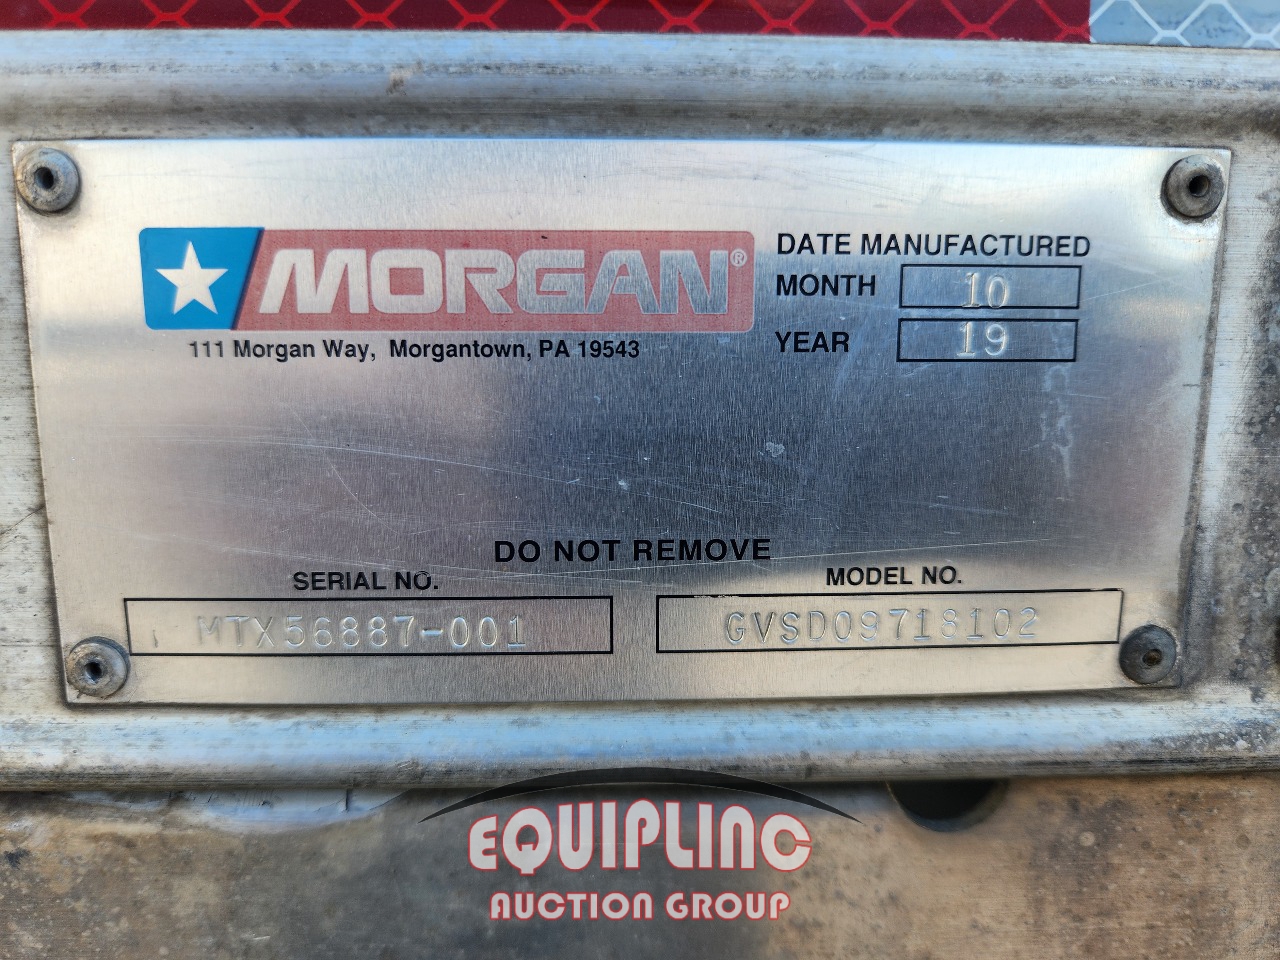 MORGAN®
111 Morgan Way, Morgantown, PA 19543
DATE MANUFACTURED
MONTH 10
YEAR 19
DO NOT REMOVE
SERIAL NO.
MTX56887-001
MODEL NO.
GVSD09718102
EQUIPLINC
AUCTION GROUP